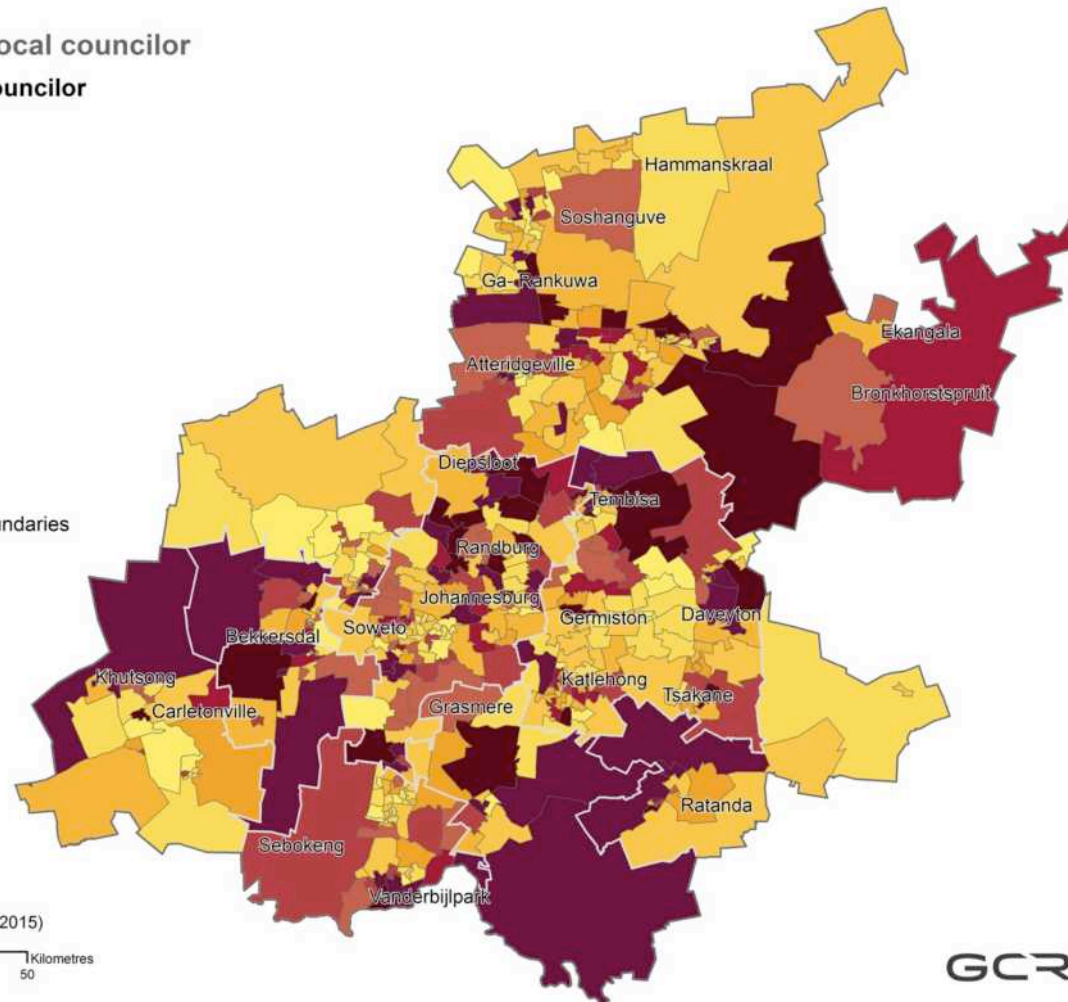 ocal councilor
ouncilor
Hammanskraal
Soshanguve
Ga- Rankuwa
Ekangala
Atteridgeville
Bronkhorstspruit
Diepsloot
Tembisa
undaries
Randburg
Johannesburg
Germiston
Daveyton
Soweto
Bekkersdal
Khutsong
Katlehong
Tsakane
Carletonville
Grasmere
Ratanda
Sebokeng
Vanderbijlpark
2015)
Kilometres
50
GCR